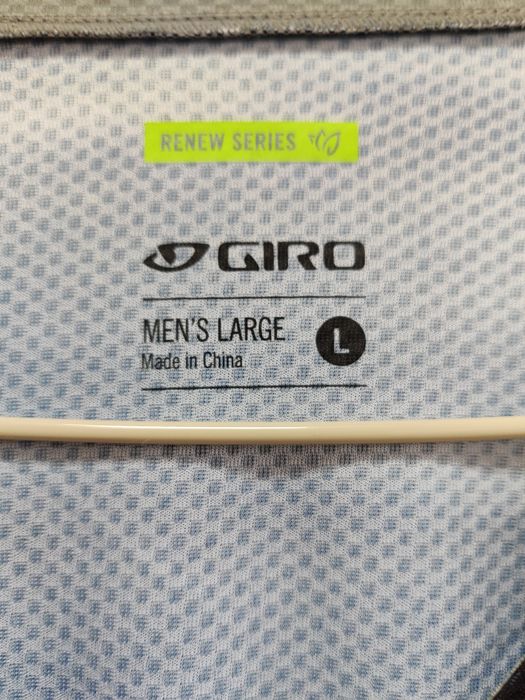 RENEW SERIES
GIRO
MEN'S LARGE
L
Made in China